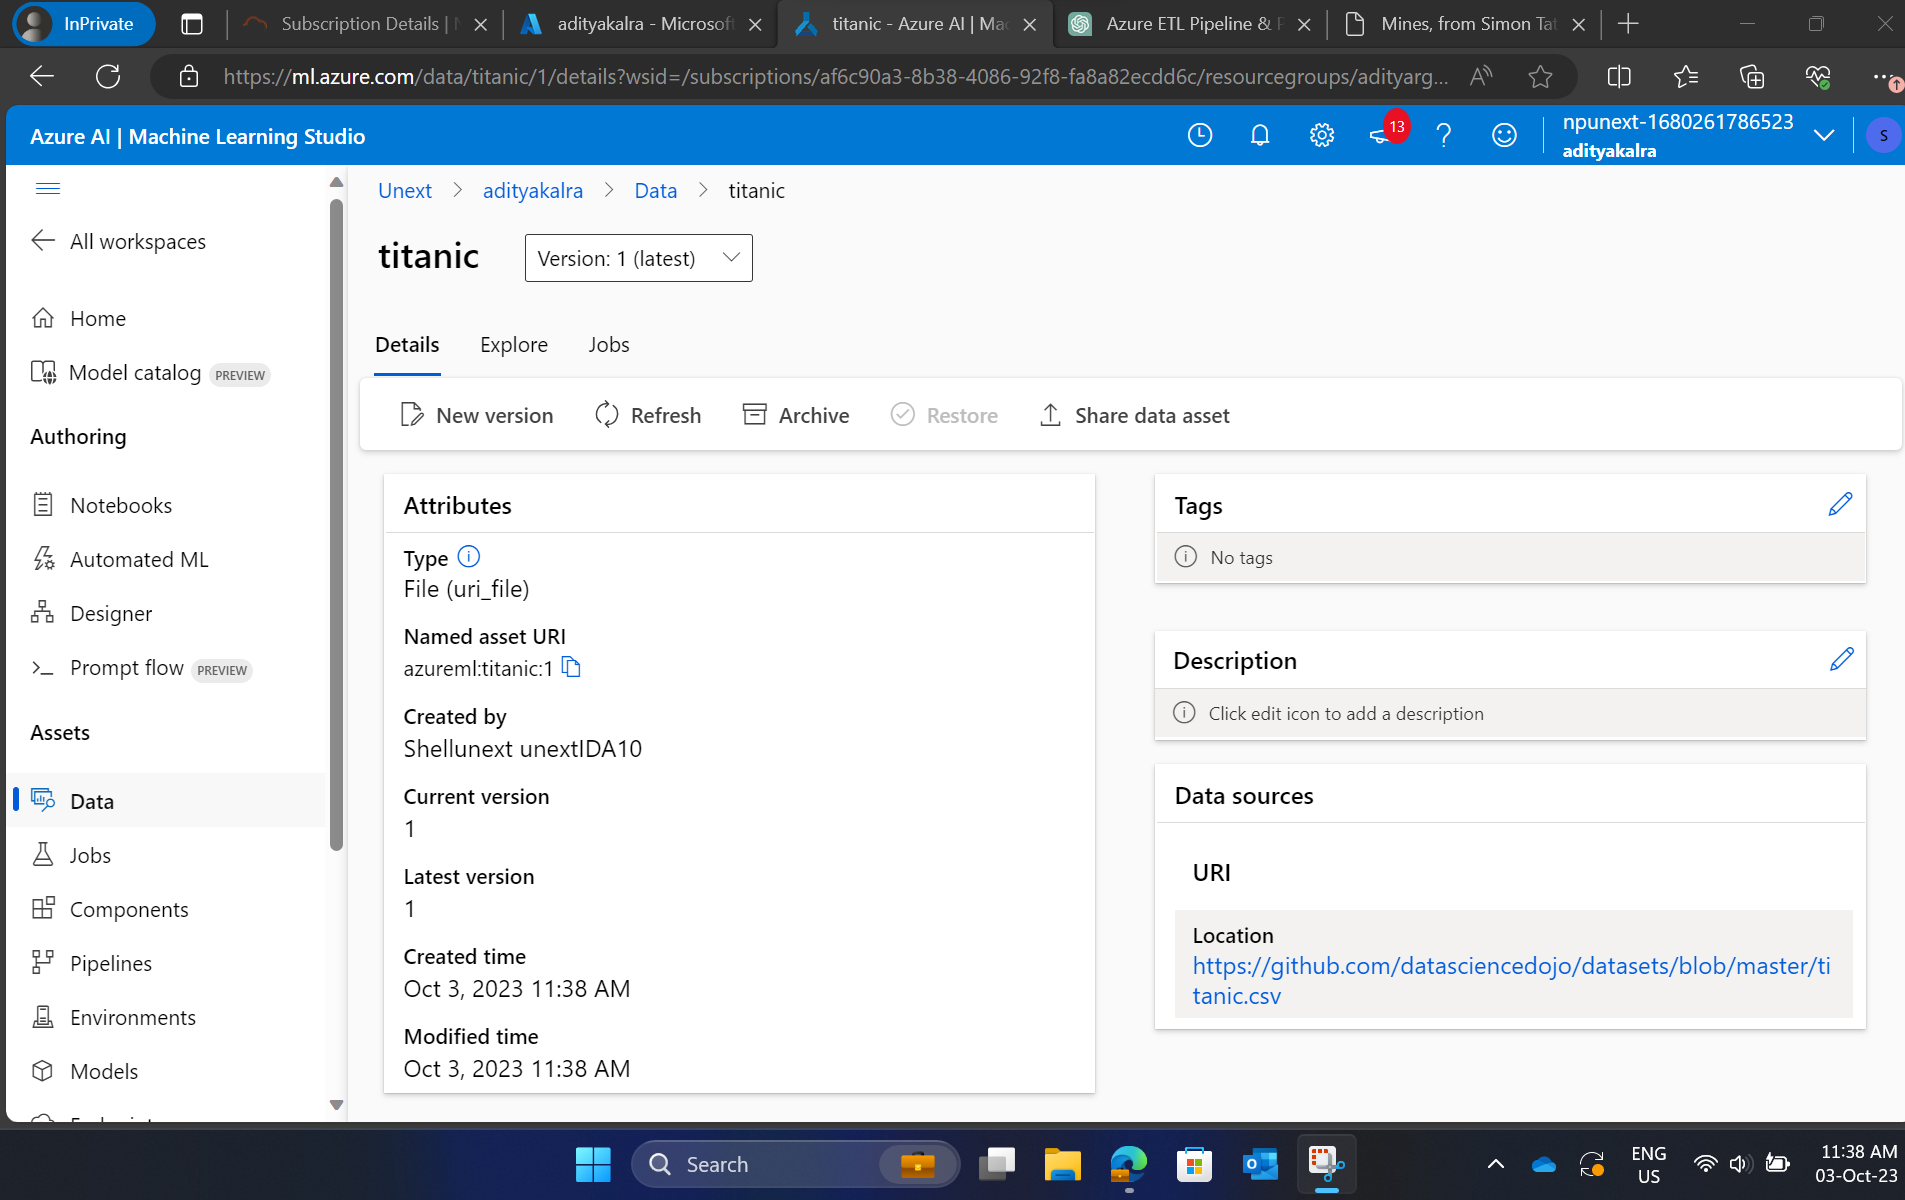 InPrivate
Subscription Details | N
adityakalra - Microsoft
titanic - Azure AI | Mac
Azure ETL Pipeline & P
Mines, from Simon Tat
https://ml.azure.com/data/titanic/1/details?wsid=/subscriptions/af6c90a3-8b38-4086-92f8-fa8a82ecdd6c/resourcegroups/adityarg...
Azure AI | Machine Learning Studio
13
npunext-1680261786523
adityakalra
S
All workspaces
Home
Model catalog PREVIEW
Authoring
Notebooks
Automated ML
Designer
Prompt flow PREVIEW
Assets
Data
Jobs
Components
Pipelines
Environments
Models
Unext > adityakalra > Data > titanic
titanic
Version: 1 (latest)
Details
Explore
Jobs
New version
Refresh
Archive
Restore
Share data asset
Attributes
Type
File (uri_file)
Named asset URI
azureml:titanic:1
Created by
Shellunext unextIDA10
Current version
1
Latest version
1
Created time
Oct 3, 2023 11:38 AM
Modified time
Oct 3, 2023 11:38 AM
Tags
No tags
Description
Click edit icon to add a description
Data sources
URI
Location
https://github.com/datasciencedojo/datasets/blob/master/ti
tanic.csv
Search
ENG
US
11:38 AM
03-Oct-23